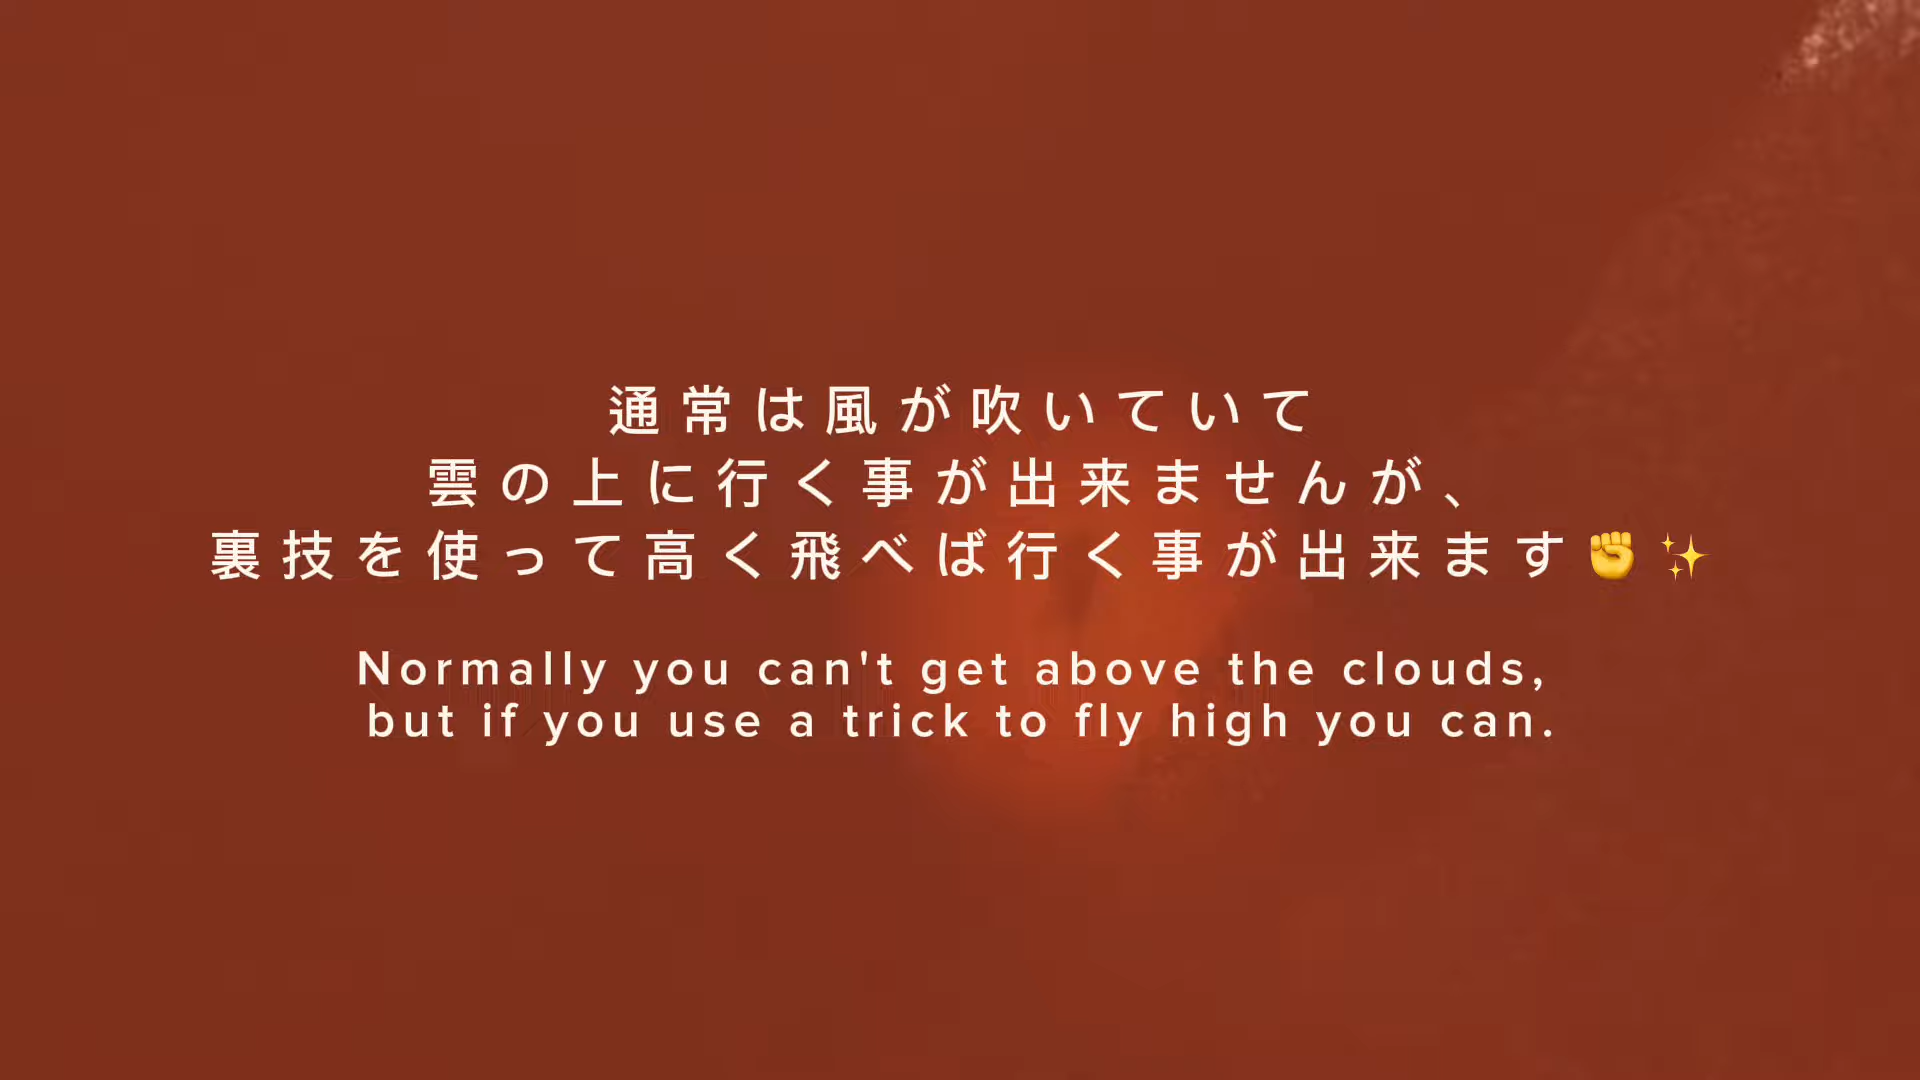 通常は風が吹いていて
雲の上に行く事が出来ませんが、
裏技を使って高く飛べば行く事が出来ます✊✨
Normally you can't get above the clouds,
but if you use a trick to fly high you can.